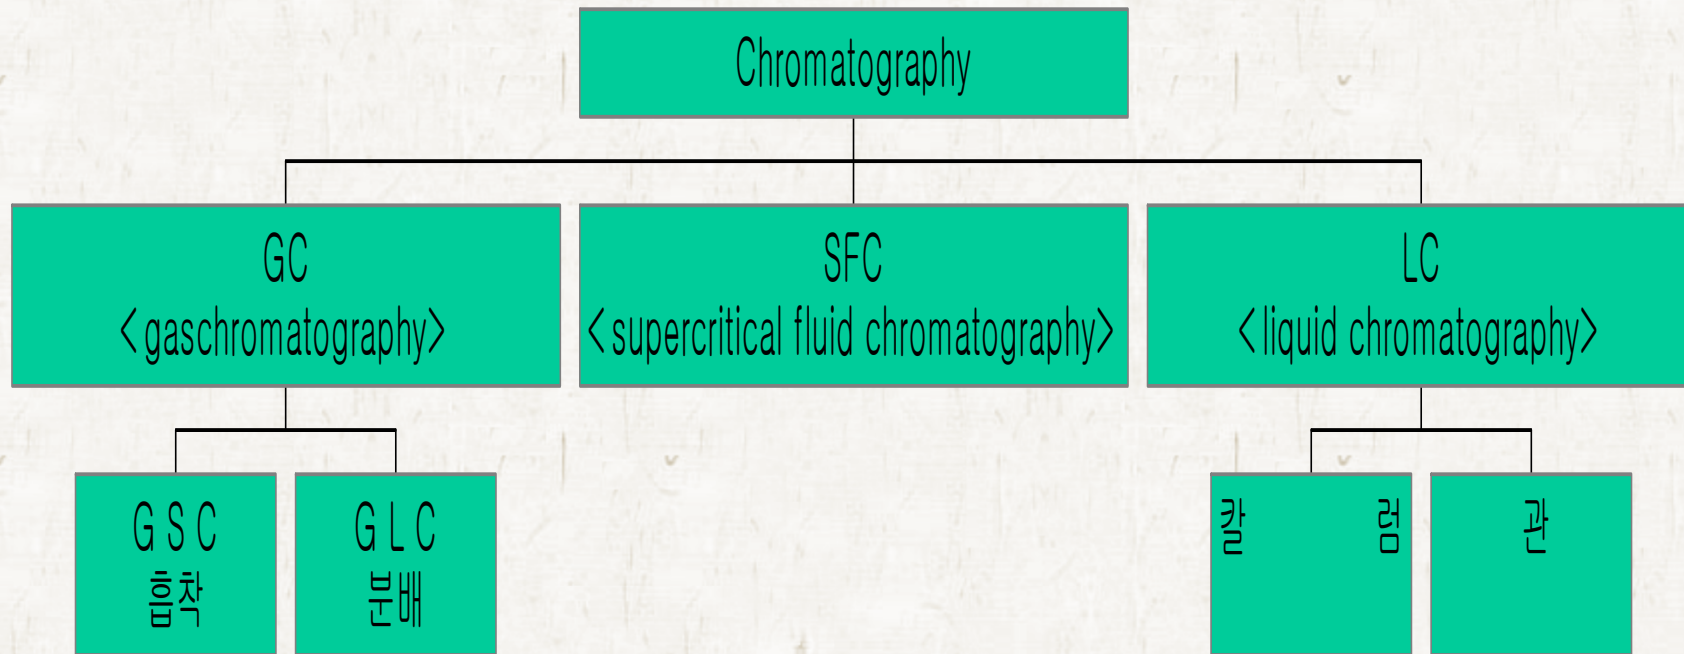 Chromatography
GC
<gaschromatography>
SFC
<supercritical fluid chromatography>
LC
<liquid chromatography>
G S C
흡착
G L C
분배
칼 럼
관